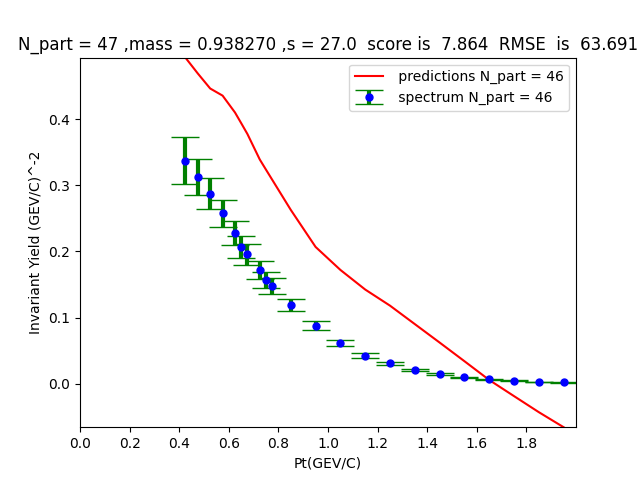 N_part = 47 ,mass = 0.938270 ,s = 27.0  score is  7.864  RMSE  is  63.691
predictions N_part = 46
spectrum N_part = 46
Invariant Yield (GEV/C)^-2
0.4
0.3
0.2
0.1
0.0
0.0 0.2 0.4 0.6 0.8 1.0 1.2 1.4 1.6 1.8
Pt(GEV/C)